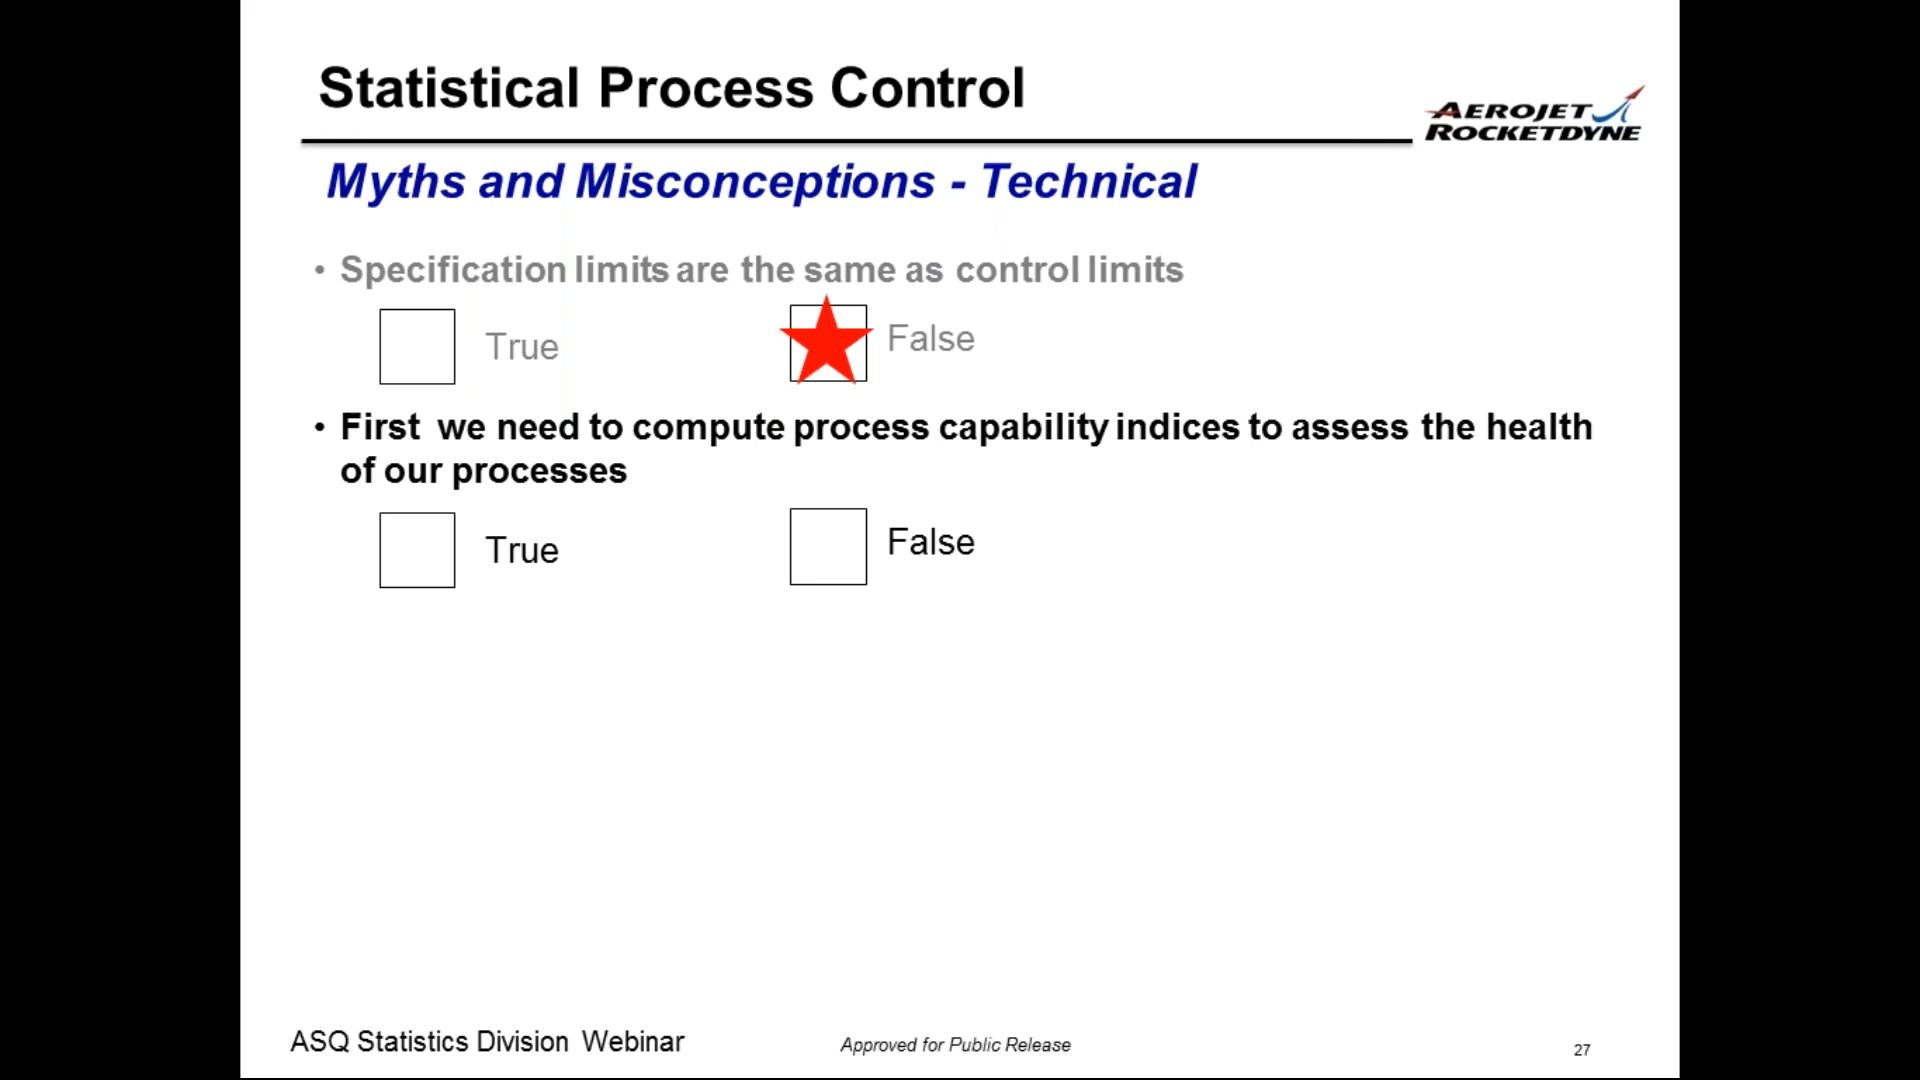 Statistical Process Control
AEROJET
ROCKETDYNE
Myths and Misconceptions - Technical
• Specification limits are the same as control limits
True False
• First we need to compute process capability indices to assess the health
of our processes
True False
ASQ Statistics Division Webinar Approved for Public Release 27